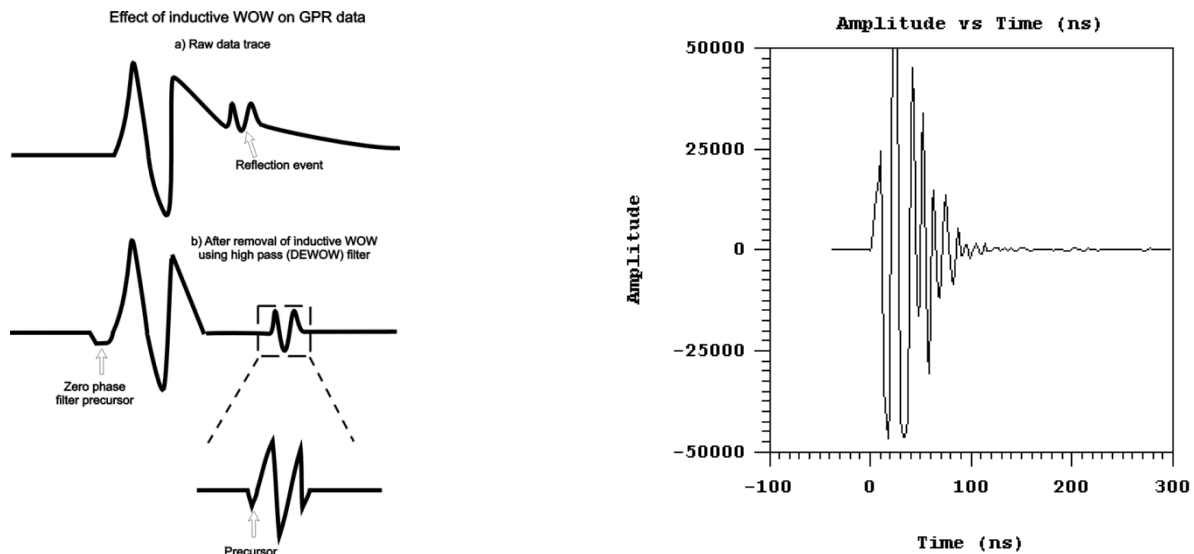 Effect of inductive WOW on GPR data
a) Raw data trace
Reflection event
b) After removal of inductive WOW
using high pass (DEWOW) filter
Zero phase
filter precursor
Precursor
Amplitude vs Time (ns)
50000
25000
0
-25000
-50000
Amplitude
-100
0
100
200
300
Time (ns)